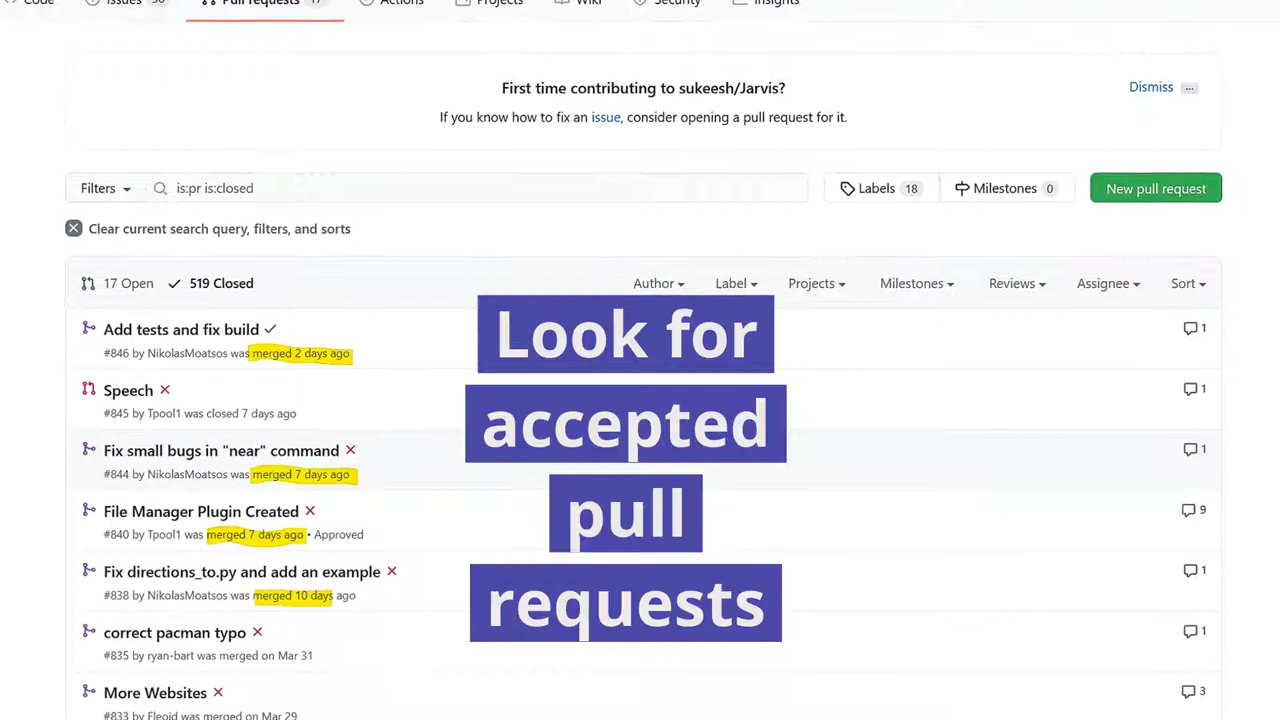 Code Issues 90 Pull requests 17 Actions Projects Wiki Security Insights
First time contributing to sukeesh/Jarvis?
Dismiss ...
If you know how to fix an issue, consider opening a pull request for it.
Filters is:pr is:closed Labels 18 Milestones 0 New pull request
Clear current search query, filters, and sorts
17 Open 519 Closed Author Label Projects Milestones Reviews Assignee Sort
Add tests and fix build 1
#846 by NikolasMoatsos was merged 2 days ago
Speech 1
#845 by Tpool1 was closed 7 days ago
Fix small bugs in "near" command 1
#844 by NikolasMoatsos was merged 7 days ago
File Manager Plugin Created 9
#840 by Tpool1 was merged 7 days ago • Approved
Fix directions_to.py and add an example 1
#838 by NikolasMoatsos was merged 10 days ago
correct pacman typo 1
#835 by ryan-bart was merged on Mar 31
More Websites 3
#833 by Fleoid was merged on Mar 29
Look for
accepted
pull
requests